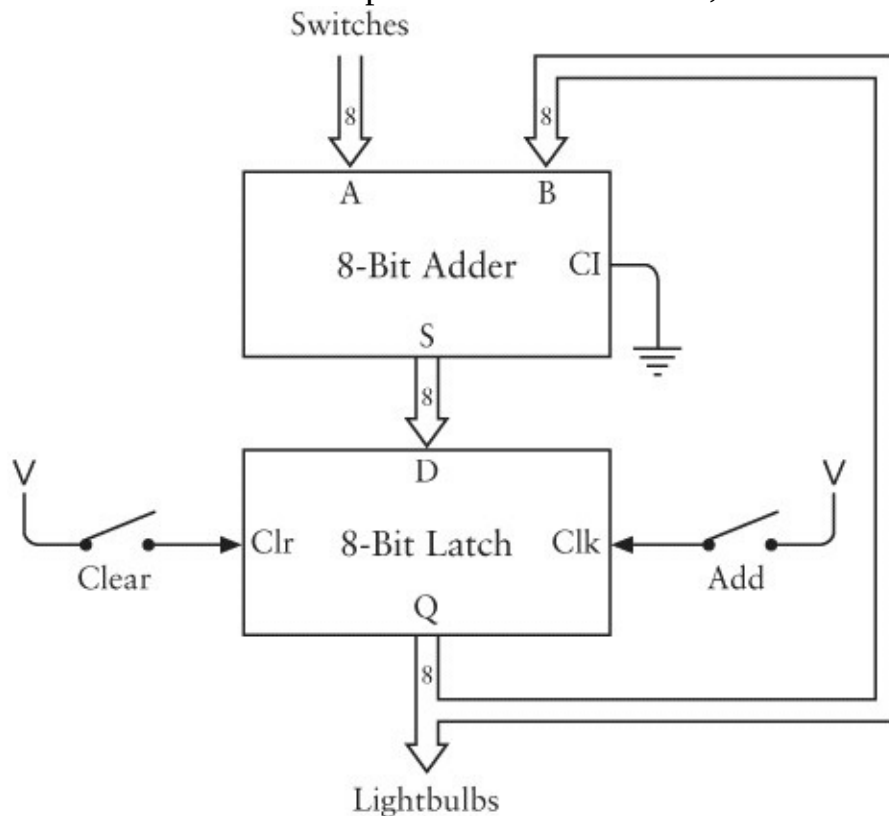 Switches
8
8
A
B
8-Bit Adder
CI
S
8
V
V
D
Clr
8-Bit Latch
Clk
Clear
Add
Q
8
Lightbulbs